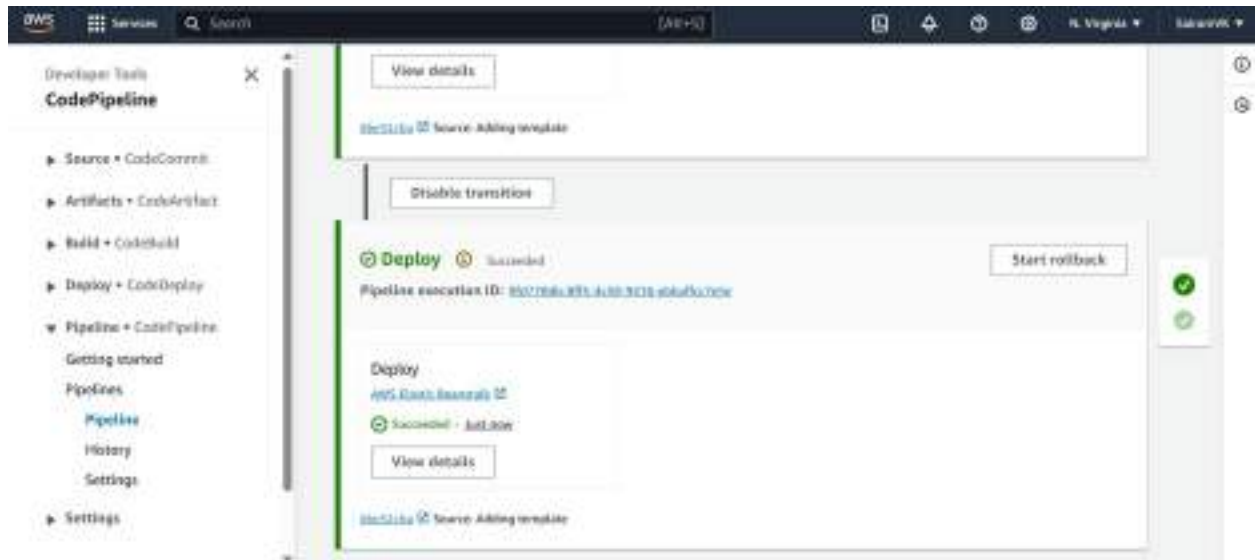 aws Services Search [Alt+S] N. Virginia
Developer Tools
CodePipeline
Source • CodeCommit
Artifacts • CodeArtifact
Build • CodeBuild
Deploy • CodeDeploy
Pipeline • CodePipeline
Getting started
Pipelines
Pipeline
History
Settings
Settings
View details
Source: Adding template
Disable transition
Deploy Succeeded
Start rollback
Pipeline execution ID:
Deploy
AWS Elastic Beanstalk
Succeeded - Just now
View details
Source: Adding template